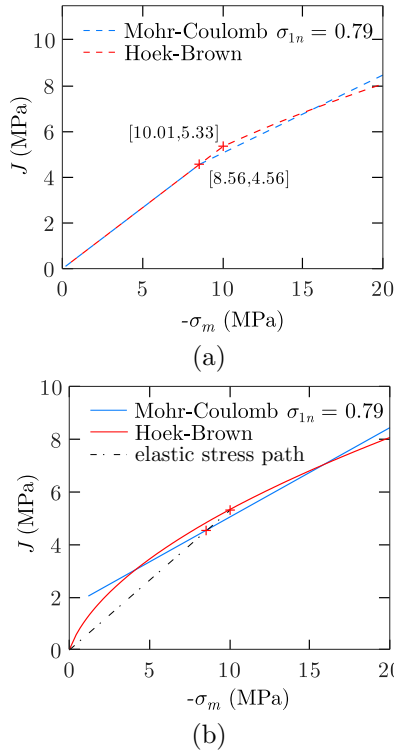 10
8
6
4
2
0
J (MPa)
Mohr-Coulomb σ1n = 0.79
Hoek-Brown
[10.01,5.33]
[8.56,4.56]
0 5 10 15 20
-σm (MPa)
(a)
10
8
6
4
2
0
J (MPa)
Mohr-Coulomb σ1n = 0.79
Hoek-Brown
elastic stress path
0 5 10 15 20
-σm (MPa)
(b)